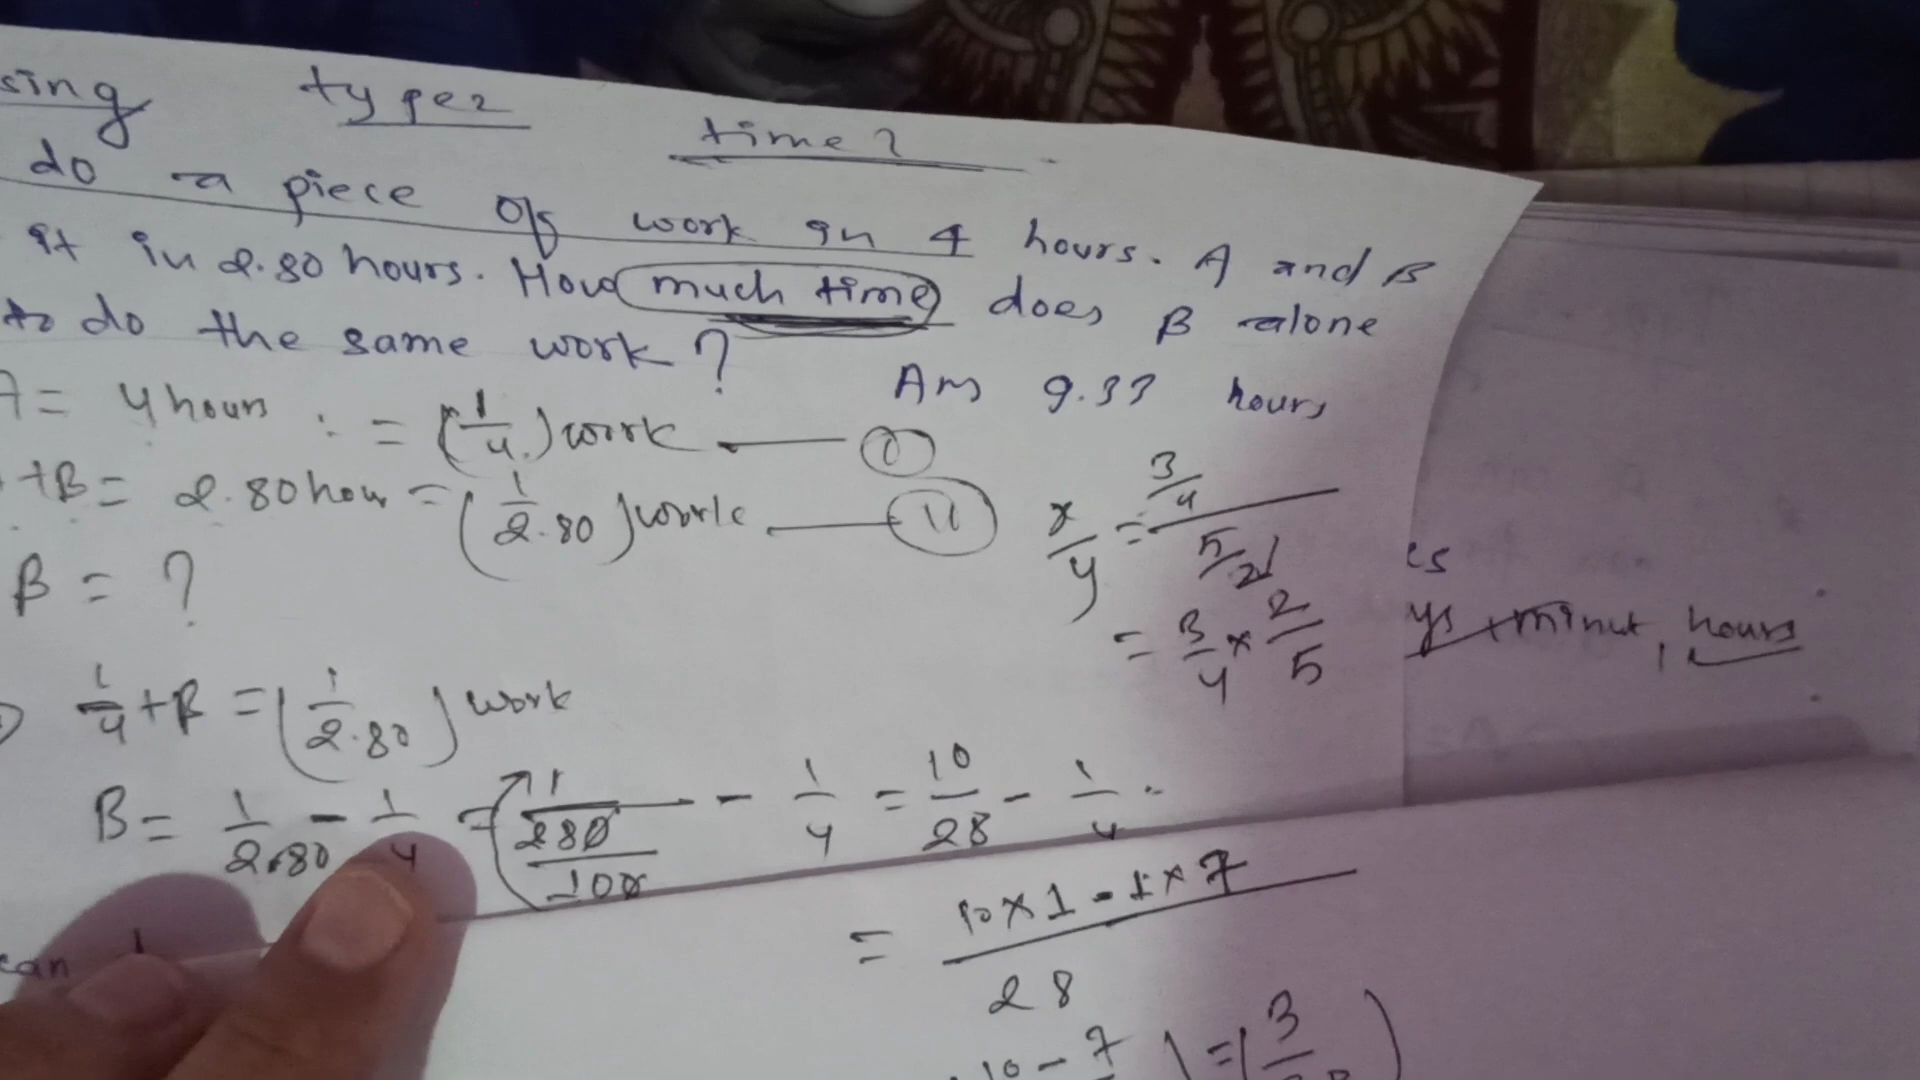 sing type2
time?
do a piece of work in 4 hours. A and B
it in 2.80 hours. How much time does B alone
to do the same work?
Ans 9.33 hours
A = 4 hours ∴ = (1/4) work — (I)
+B = 2.80 hour = (1/2.80) work — (II)
B = ?
x/y = 3/4 / 5/2
= 3/4 × 2/5
es
ys, minut, hours
1/4 + B = (1/2.80) work
B = 1/2.80 - 1/4 = 1/280/100 - 1/4 = 10/28 - 1/4
= 10×1-1×7 / 28
can
10-7 ) = (3